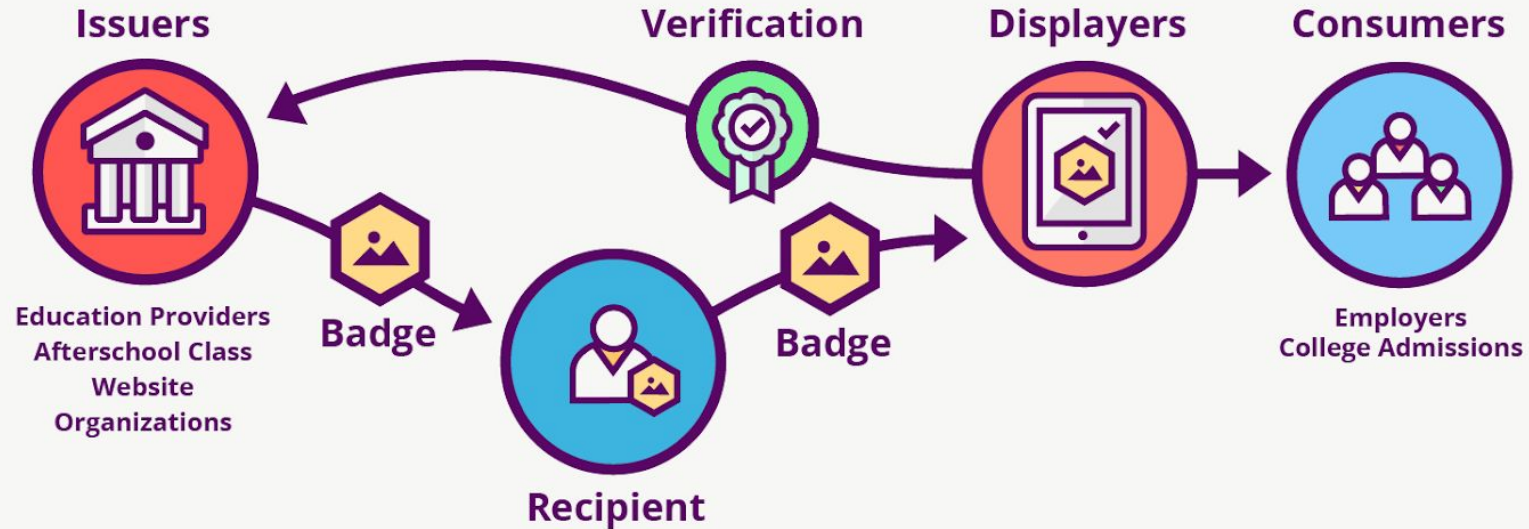 Issuers
Verification
Displayers
Consumers
Education Providers
Afterschool Class
Website
Organizations
Badge
Recipient
Badge
Employers
College Admissions